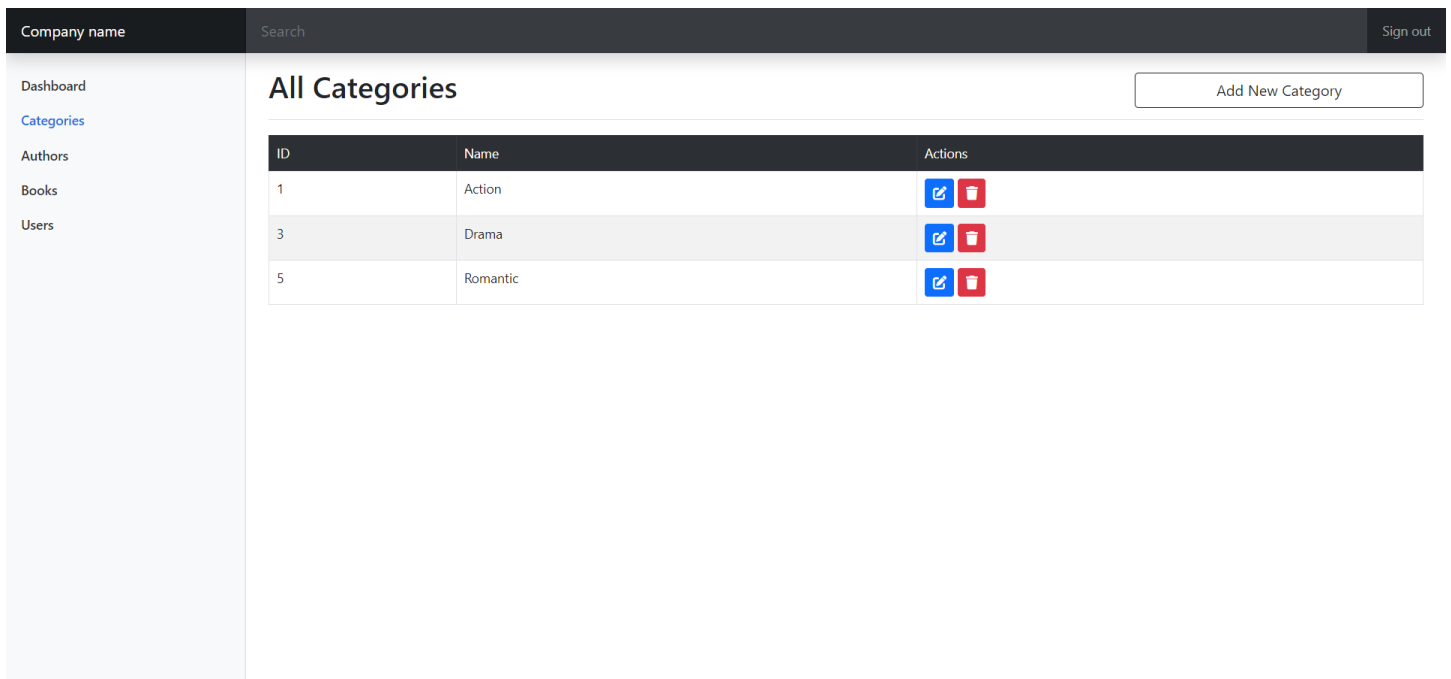 Company name
Search
Sign out
Dashboard
Categories
Authors
Books
Users
All Categories
Add New Category
ID Name Actions
1 Action
3 Drama
5 Romantic